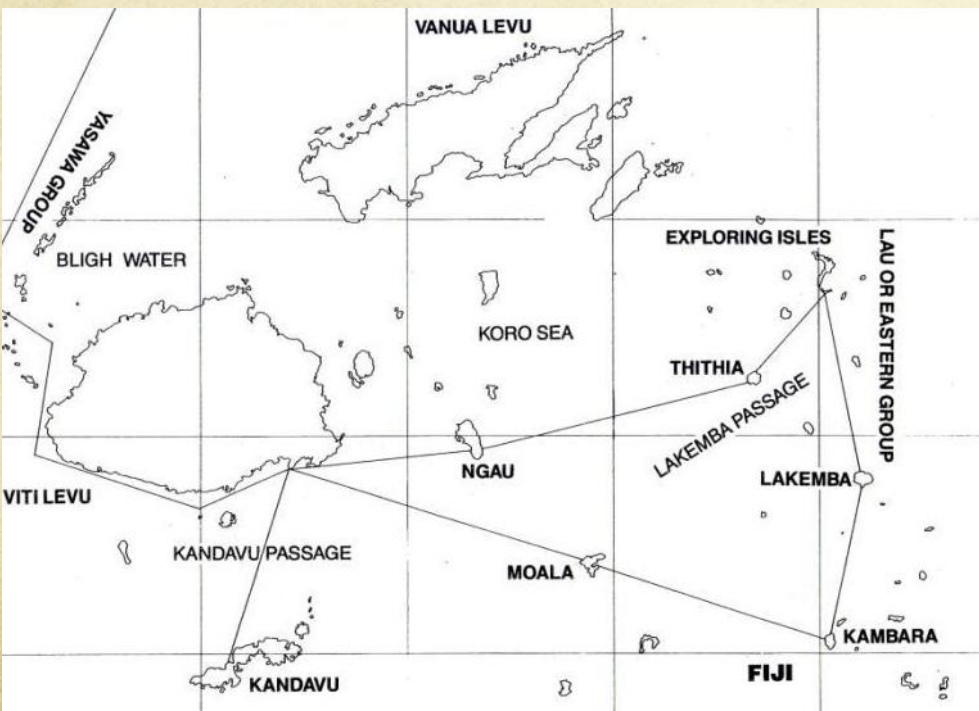 VANUA LEVU
YASAWA GROUP
BLIGH WATER
EXPLORING ISLES
LAU OR EASTERN GROUP
KORO SEA
THITHIA
LAKEMBA PASSAGE
NGAU
LAKEMBA
VITI LEVU
KANDAVU PASSAGE
MOALA
KAMBARA
FIJI
KANDAVU